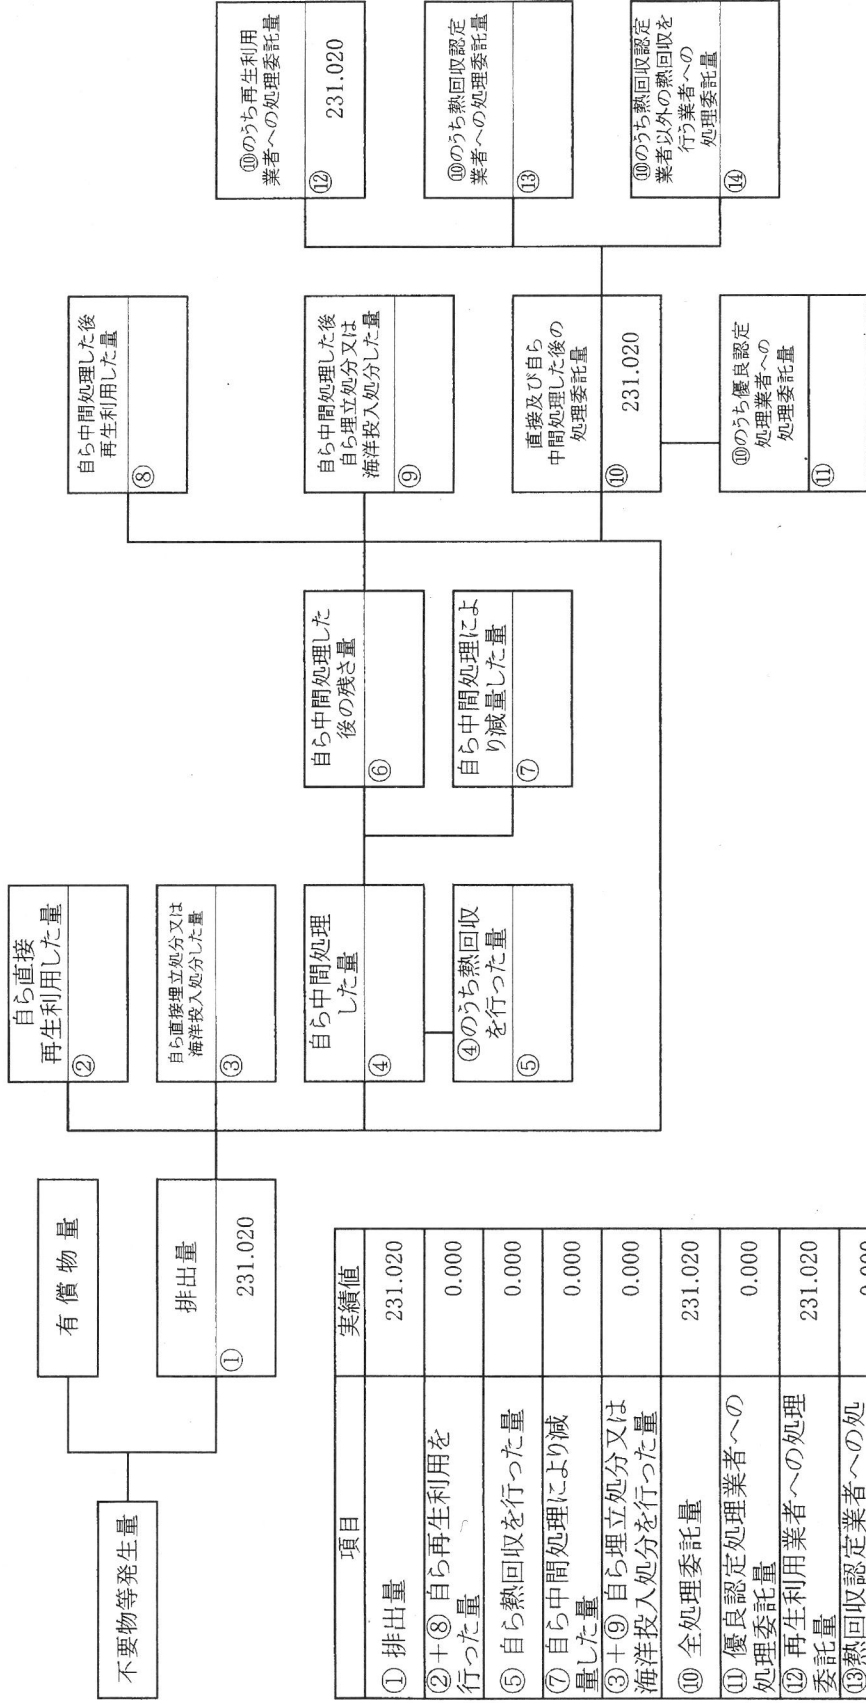 不要物等発生量
有償物量
排出量
①
231.020
自ら直接
再生利用した量
②
自ら直接埋立処分又は
海洋投入処分した量
③
自ら中間処理
した量
④
④のうち熱回収
を行った量
⑤
自ら中間処理した
後の残さ量
⑥
自ら中間処理によ
り減量した量
⑦
自ら中間処理した後
再生利用した量
⑧
自ら中間処理した後
自ら埋立処分又は
海洋投入処分した量
⑨
直接及び自ら
中間処理した後の
処理委託量
⑩
231.020
⑩のうち優良認定
処理業者への
処理委託量
⑪
⑩のうち再生利用
業者への処理委託量
⑫
231.020
⑩のうち熱回収認定
業者への処理委託量
⑬
⑩のうち熱回収認定
業者以外の熱回収を
行う業者への
処理委託量
⑭
項目 実績値
①排出量 231.020
②+⑧ 自ら再生利用を
行った量 0.000
⑤自ら熱回収を行った量 0.000
⑦自ら中間処理により減
量した量 0.000
③+⑨ 自ら埋立処分又は
海洋投入処分を行った量 0.000
⑩全処理委託量 231.020
⑪優良認定処理業者への
処理委託量 0.000
⑫再生利用業者への処理
委託量 231.020
⑬熱回収認定業者への処